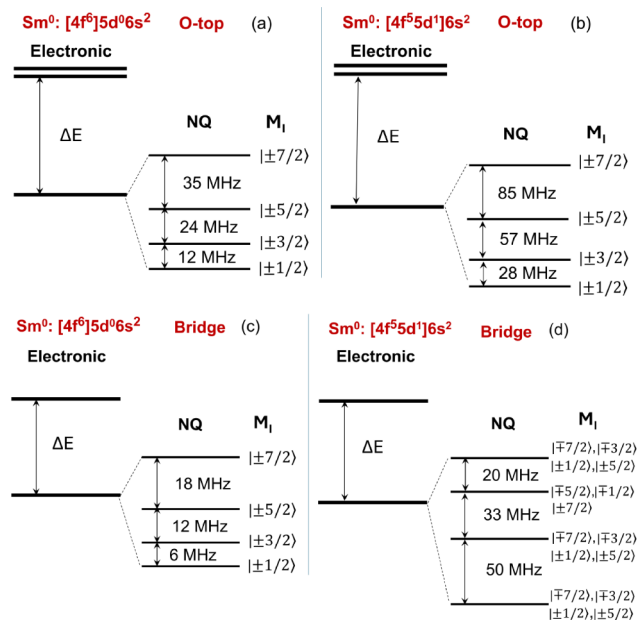 Sm⁰: [4f⁶]5d⁰6s² O-top (a)
Electronic
ΔE
NQ M_I
|±7/2⟩
35 MHz
|±5/2⟩
24 MHz
|±3/2⟩
12 MHz
|±1/2⟩
Sm⁰: [4f⁵5d¹]6s² O-top (b)
Electronic
ΔE
NQ M_I
|±7/2⟩
85 MHz
|±5/2⟩
57 MHz
|±3/2⟩
28 MHz
|±1/2⟩
Sm⁰: [4f⁶]5d⁰6s² Bridge (c)
Electronic
ΔE
NQ M_I
|±7/2⟩
18 MHz
|±5/2⟩
12 MHz
|±3/2⟩
6 MHz
|±1/2⟩
Sm⁰: [4f⁵5d¹]6s² Bridge (d)
Electronic
ΔE
NQ M_I
|∓7/2⟩,|∓3/2⟩
|±1/2⟩,|±5/2⟩
20 MHz
|∓5/2⟩,|∓1/2⟩
|±7/2⟩
33 MHz
|∓7/2⟩,|∓3/2⟩
|±1/2⟩,|±5/2⟩
50 MHz
|∓7/2⟩,|∓3/2⟩
|±1/2⟩,|±5/2⟩